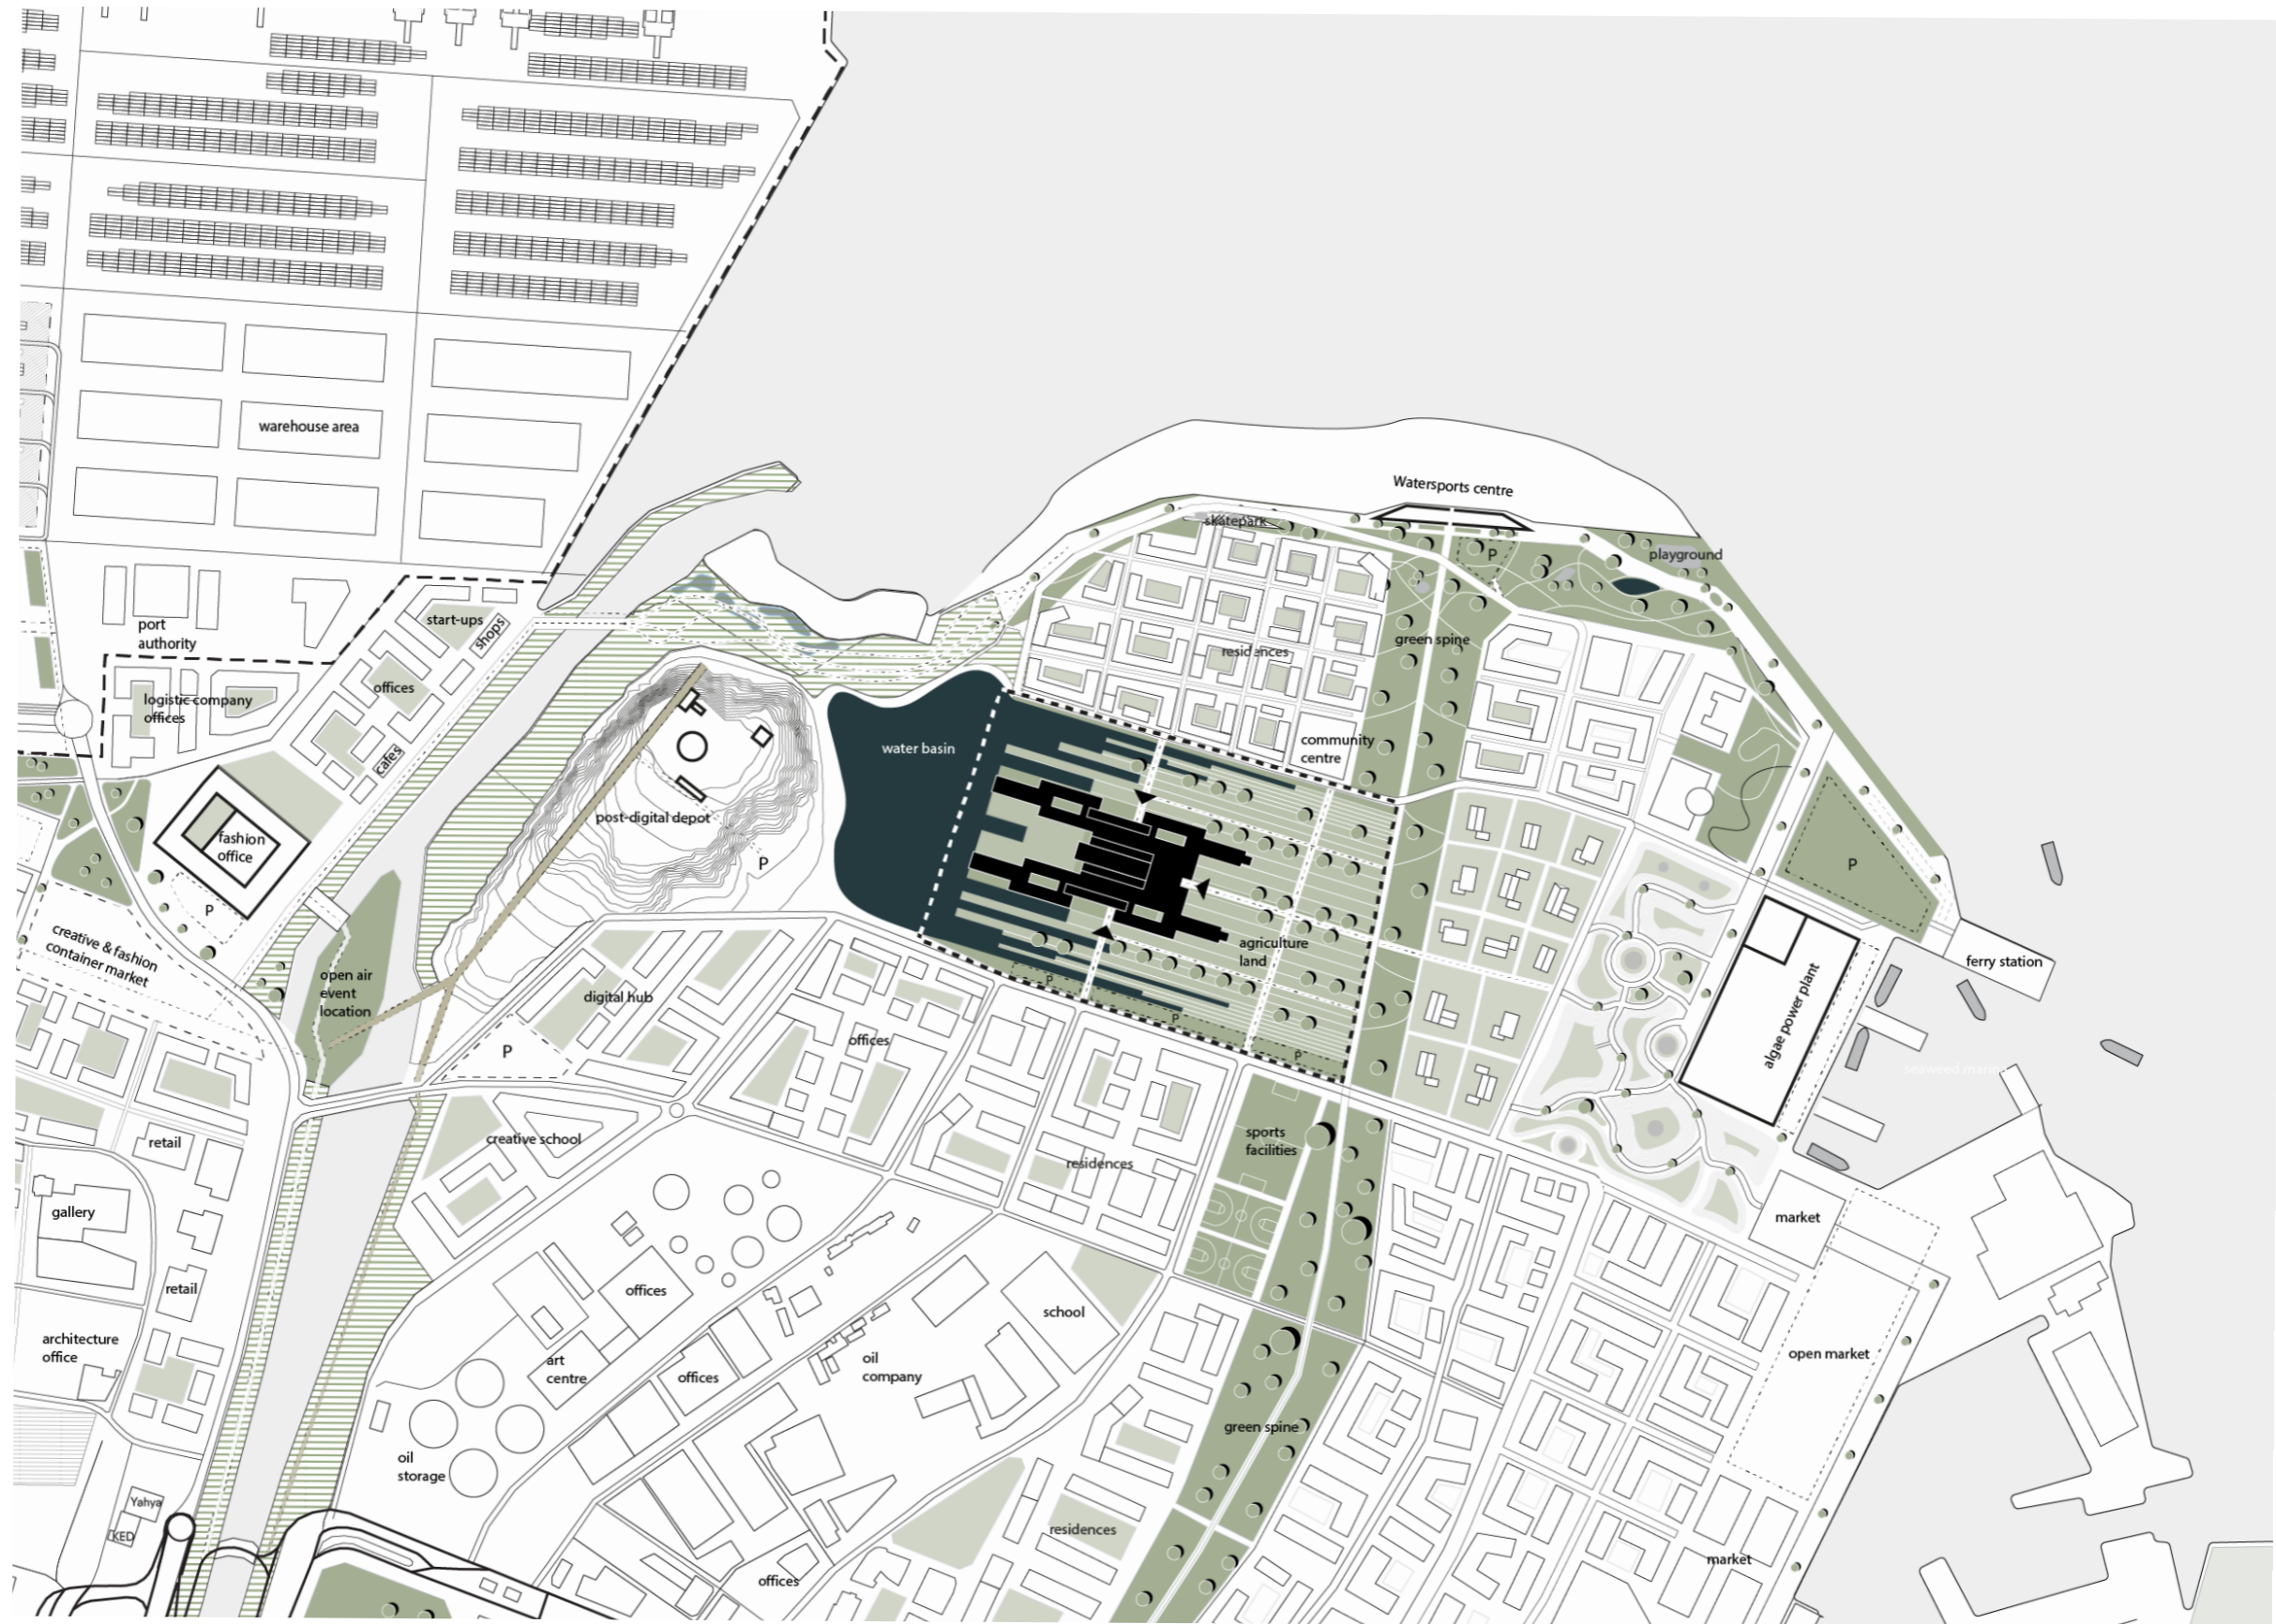 warehouse area
Watersports centre
skatepark
P
playground
port
authority
start-ups
shops
green spine
residences
offices
logistic company
offices
cafes
water basin
community
centre
post-digital depot
fashion
office
P
P
P
creative & fashion
container market
open air
event
location
digital hub
agriculture
land
ferry station
P
P
P
algae power plant
offices
P
seaweed marin
retail
creative school
sports
facilities
residences
gallery
market
retail
offices
school
architecture
office
art
centre
offices
oil
company
open market
green spine
oil
storage
Yahya
KED
residences
market
offices